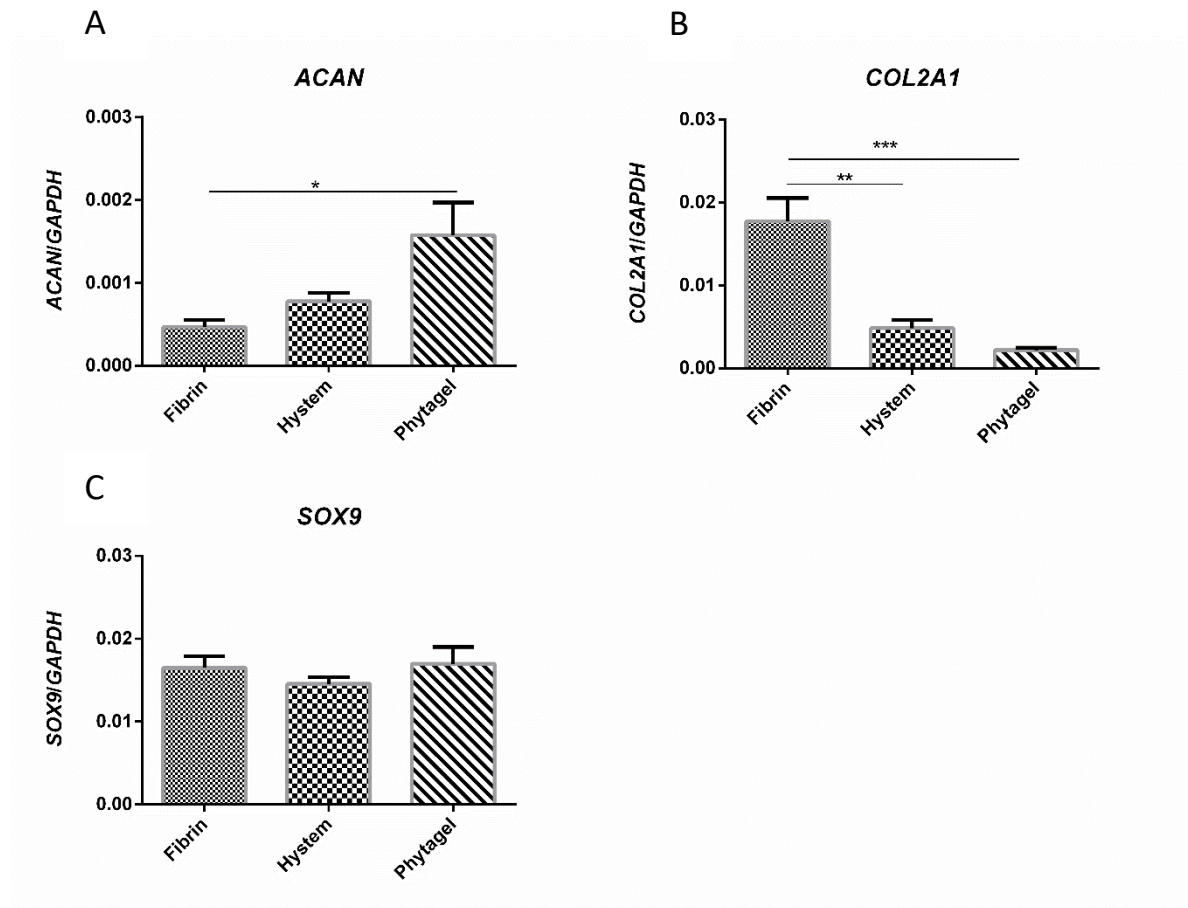 A
ACAN
ACAN/GAPDH
0.003
0.002
0.001
0.000
*
Fibrin
Hystem
Phytagel
B
COL2A1
COL2A1/GAPDH
0.03
0.02
0.01
0.00
***
**
Fibrin
Hystem
Phytagel
C
SOX9
SOX9/GAPDH
0.03
0.02
0.01
0.00
Fibrin
Hystem
Phytagel